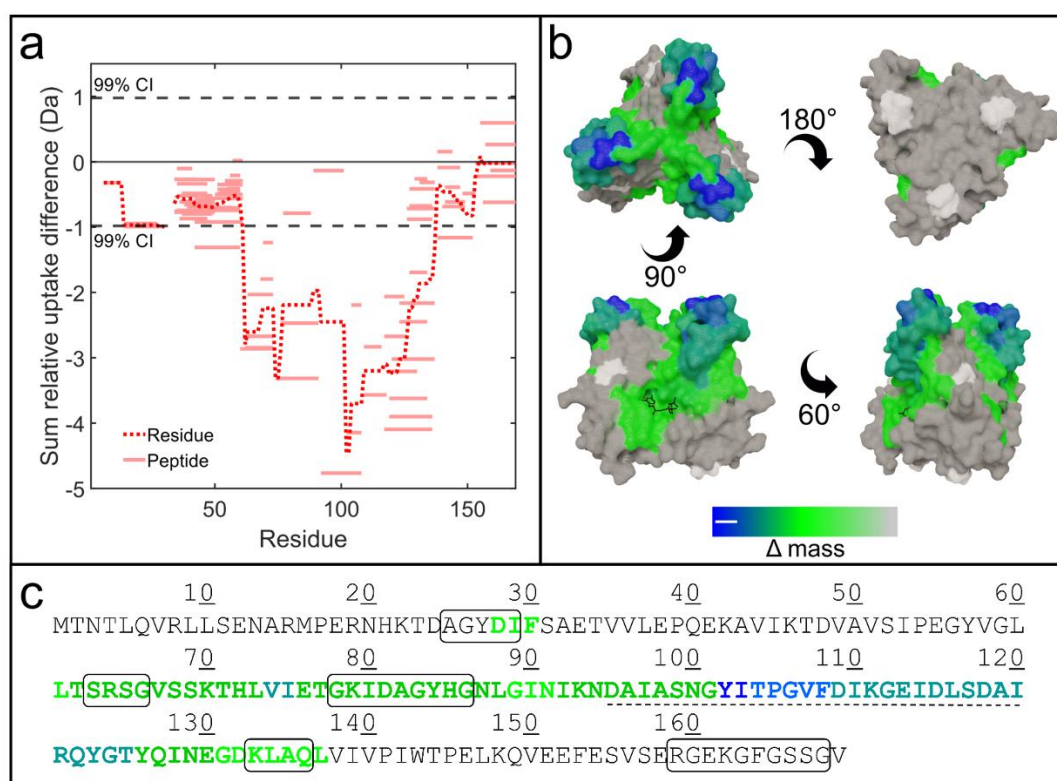 a
Sum relative uptake difference (Da)
1
0
-1
-2
-3
-4
-5
99% CI
99% CI
Residue
Peptide
50
100
150
Residue
b
180°
90°
60°
Δ mass
c
10 20 30 40 50 60
MTNTLQVRLLSENARMPERNHKTDAGYDIFSAETVVLEPQEKAVIKTDVAVSIPEGYVGL
70 80 90 100 110 120
LTSRSGVSSKTHLVIETGKIDAGYHGNLGINIKNDAIASNGYITPGVFDIKGEIDLSDAI
130 140 150 160
RQYGTYQINEGDKLAQLVIVPIWTPELKQVEEFESVSERGEKGFGSSGV